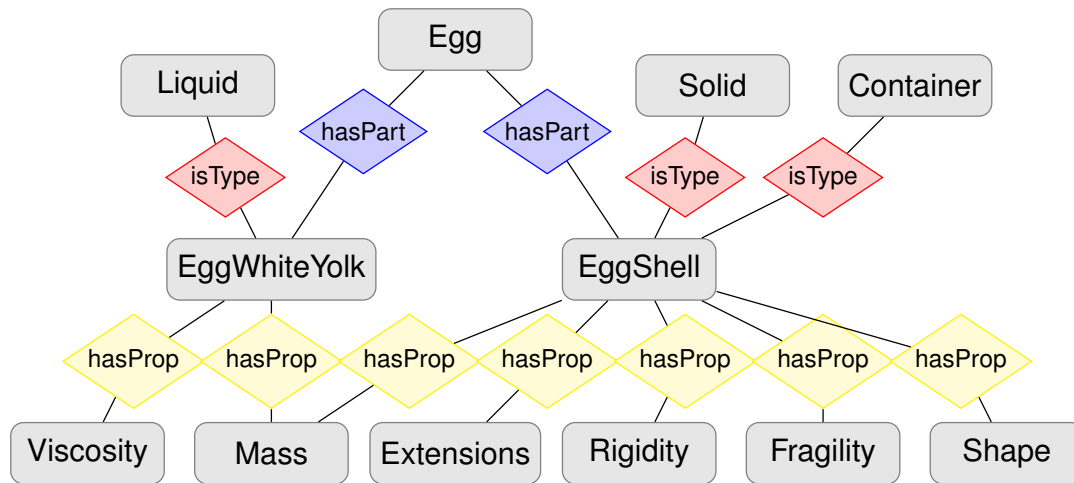 Egg
Liquid
Solid
Container
hasPart
hasPart
isType
isType
isType
EggWhiteYolk
EggShell
hasProp
hasProp
hasProp
hasProp
hasProp
hasProp
hasProp
Viscosity
Mass
Extensions
Rigidity
Fragility
Shape